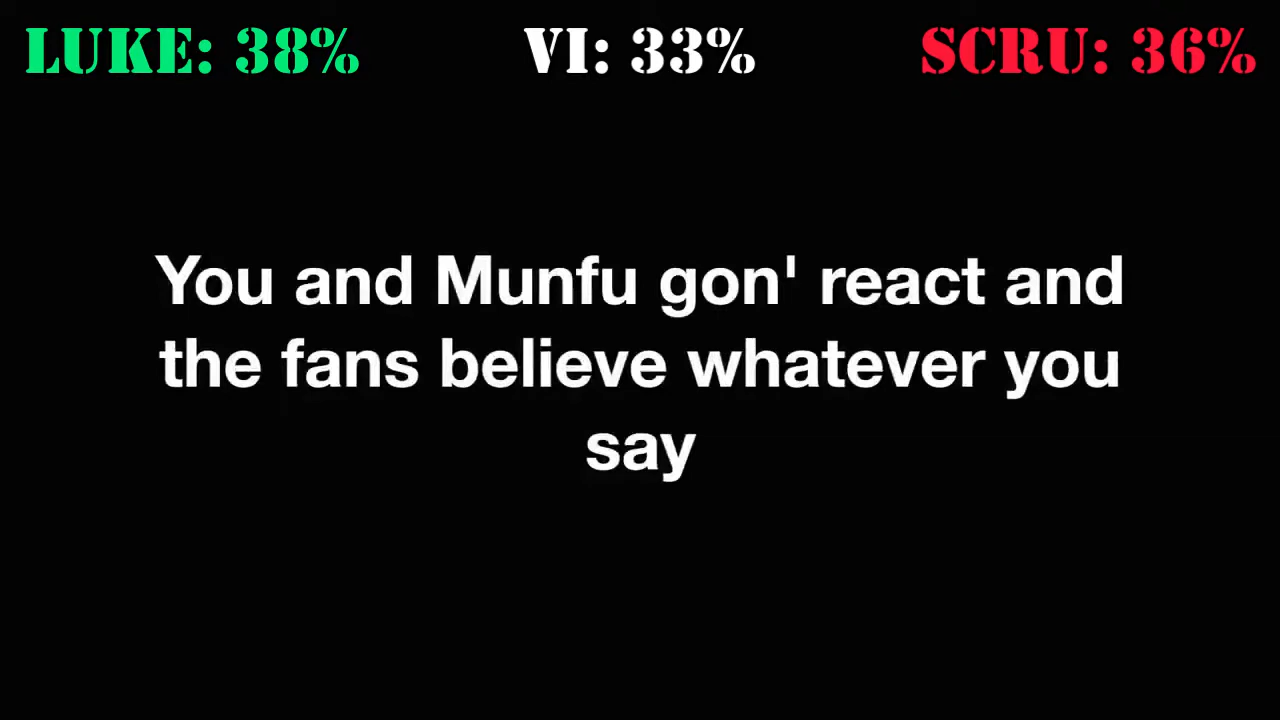 LUKE: 38% VI: 33% SCRU: 36%
You and Munfu gon' react and
the fans believe whatever you
say